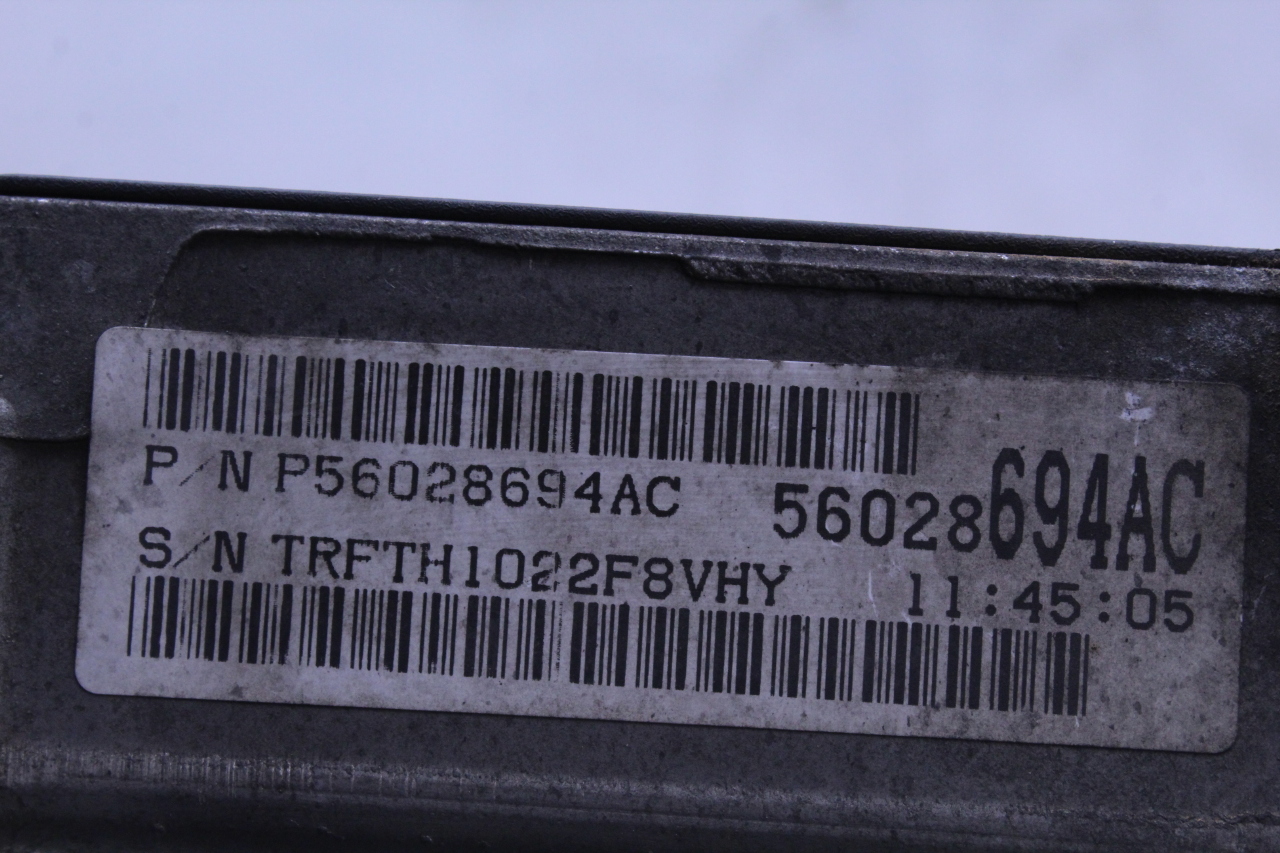 P/N P56028694AC 56028694AC
S/N TRFTH1022F8VHY 11:45:05